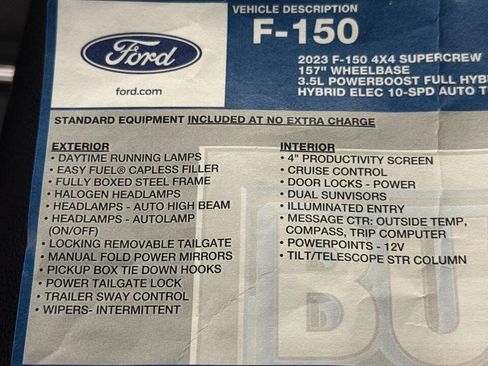 VEHICLE DESCRIPTION
F-150
Ford
ford.com
2023 F-150 4X4 SUPERCREW
157" WHEELBASE
3.5L POWERBOOST FULL HYB
HYBRID ELEC 10-SPD AUTO T
STANDARD EQUIPMENT INCLUDED AT NO EXTRA CHARGE
EXTERIOR
• DAYTIME RUNNING LAMPS
• EASY FUEL® CAPLESS FILLER
• FULLY BOXED STEEL FRAME
• HALOGEN HEADLAMPS
• HEADLAMPS - AUTO HIGH BEAM
• HEADLAMPS - AUTOLAMP
(ON/OFF)
• LOCKING REMOVABLE TAILGATE
• MANUAL FOLD POWER MIRRORS
• PICKUP BOX TIE DOWN HOOKS
• POWER TAILGATE LOCK
• TRAILER SWAY CONTROL
• WIPERS- INTERMITTENT
INTERIOR
• 4" PRODUCTIVITY SCREEN
• CRUISE CONTROL
• DOOR LOCKS - POWER
• DUAL SUNVISORS
• ILLUMINATED ENTRY
• MESSAGE CTR: OUTSIDE TEMP,
COMPASS, TRIP COMPUTER
• POWERPOINTS - 12V
• TILT/TELESCOPE STR COLUMN
BU